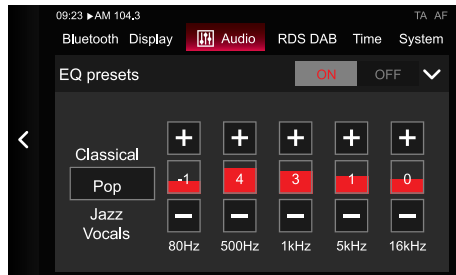 09:23 ►AM 104.3 TA AF
Bluetooth Display Audio RDS DAB Time System
EQ presets ON OFF
+ + + + +
Classical
Pop -1 4 3 1 0
Jazz
Vocals
− − − − −
80Hz 500Hz 1kHz 5kHz 16kHz